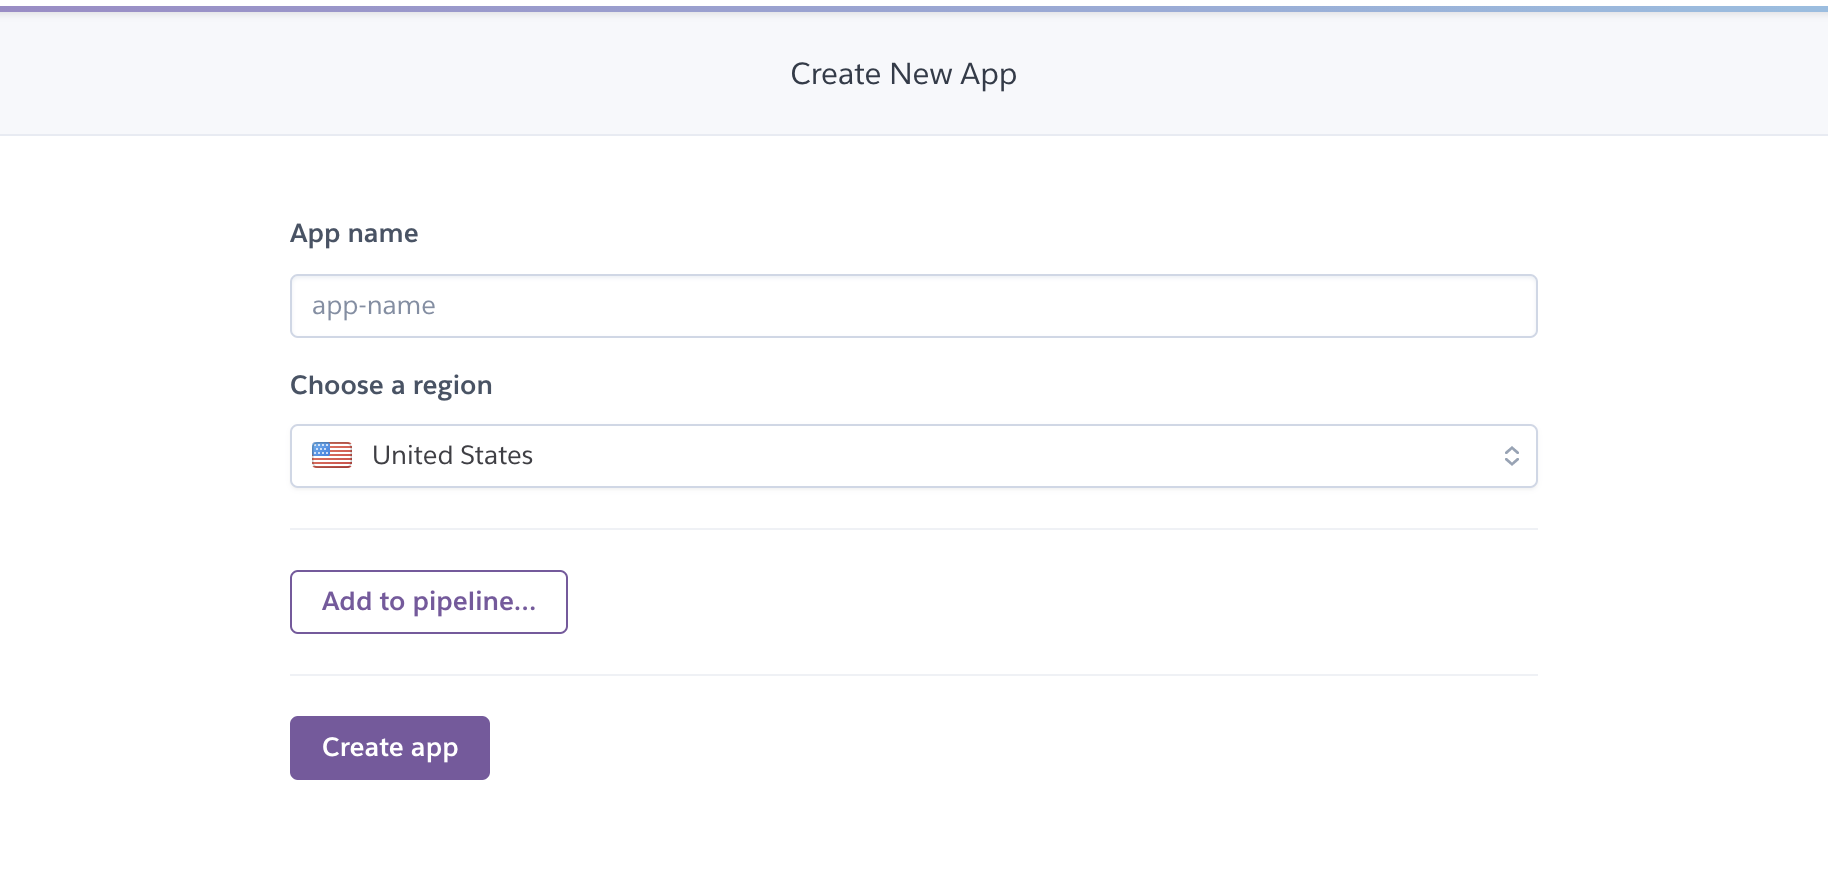 Create New App
App name
app-name
Choose a region
United States
Add to pipeline...
Create app